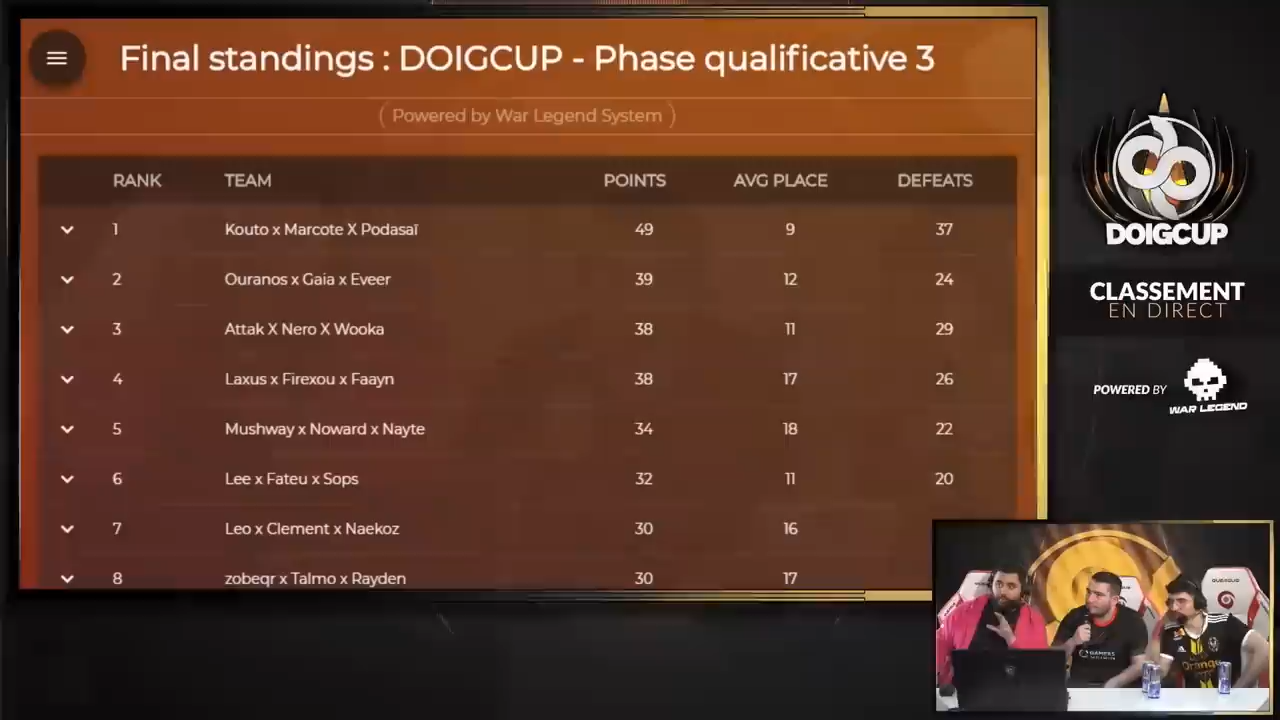 Final standings : DOIGCUP - Phase qualificative 3
( Powered by War Legend System )
RANK TEAM POINTS AVG PLACE DEFEATS
1 Kouto x Marcote X Podasaï 49 9 37
2 Ouranos x Gaia x Eveer 39 12 24
3 Attak X Nero X Wooka 38 11 29
4 Laxus x Firexou x Faayn 38 17 26
5 Mushway x Noward x Nayte 34 18 22
6 Lee x Fateu x Sops 32 11 20
7 Leo x Clement x Naekoz 30 16
8 zobeqr x Talmo x Rayden 30 17
DOIGCUP
CLASSEMENT
EN DIRECT
POWERED BY
WAR LEGEND
GAMERS
Orange